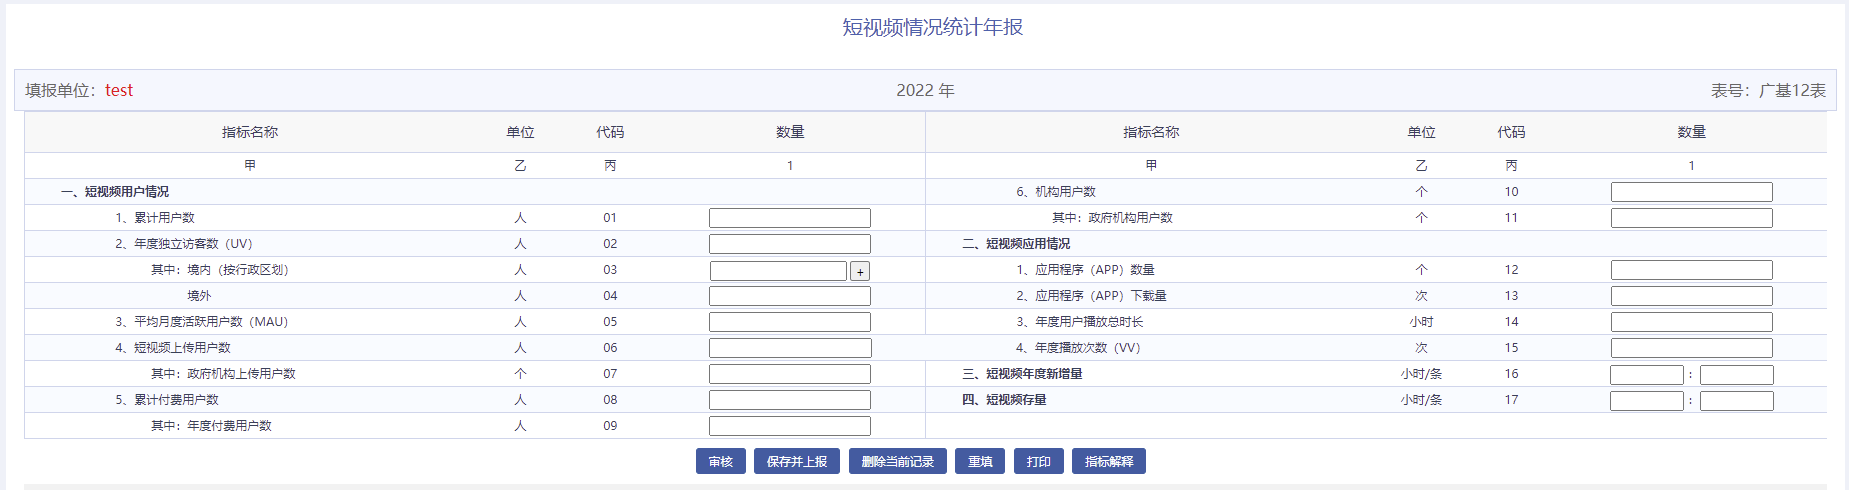 短视频情况统计年报
填报单位：test 2022 年 表号：广基12表
指标名称 单位 代码 数量 指标名称 单位 代码 数量
甲 乙 丙 1 甲 乙 丙 1
一、短视频用户情况 6、机构用户数 个 10
1、累计用户数 人 01 其中：政府机构用户数 个 11
2、年度独立访客数（UV） 人 02 二、短视频应用情况
其中：境内（按行政区划） 人 03 + 1、应用程序（APP）数量 个 12
境外 人 04 2、应用程序（APP）下载量 次 13
3、平均月度活跃用户数（MAU） 人 05 3、年度用户播放总时长 小时 14
4、短视频上传用户数 人 06 4、年度播放次数（VV） 次 15
其中：政府机构上传用户数 个 07 三、短视频年度新增量 小时/条 16 :
5、累计付费用户数 人 08 四、短视频存量 小时/条 17 :
其中：年度付费用户数 人 09
审核 保存并上报 删除当前记录 重填 打印 指标解释